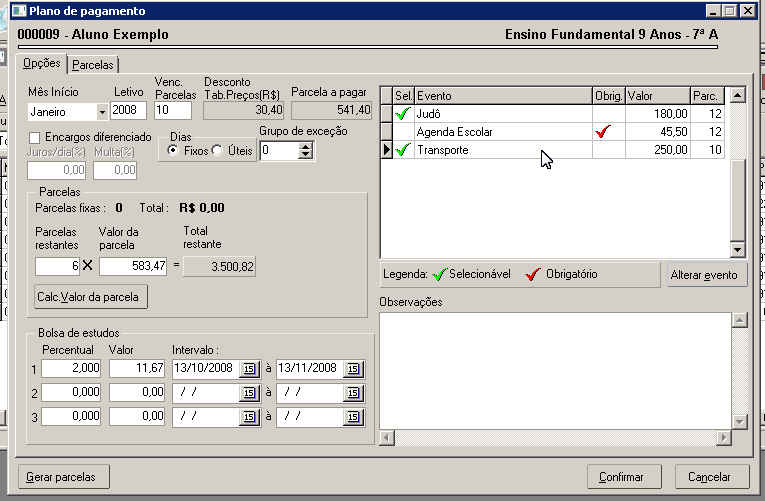 Plano de pagamento
000009 - Aluno Exemplo
Ensino Fundamental 9 Anos - 7ª A
Opções
Parcelas
Mês Início
Letivo
Venc. Parcelas
Desconto Tab.Preços(R$)
Parcela a pagar
Janeiro
2008
10
30,40
541,40
Encargos diferenciado
Juros/dia(%)
Multa(%)
0,00
0,00
Dias
Fixos
Úteis
Grupo de exceção
0
Parcelas
Parcelas fixas : 0 Total : R$ 0,00
Parcelas restantes
Valor da parcela
Total restante
6 X 583,47 = 3.500,82
Calc.Valor da parcela
Bolsa de estudos
Percentual Valor Intervalo :
1 2,000 11,67 13/10/2008 15 à 13/11/2008 15
2 0,000 0,00 / / 15 à / / 15
3 0,000 0,00 / / 15 à / / 15
Sel. Evento Obrig. Valor Parc.
Judô 180,00 12
Agenda Escolar 45,50 12
Transporte 250,00 10
Legenda: Selecionável Obrigatório
Alterar evento
Observações
Gerar parcelas
Confirmar
Cancelar